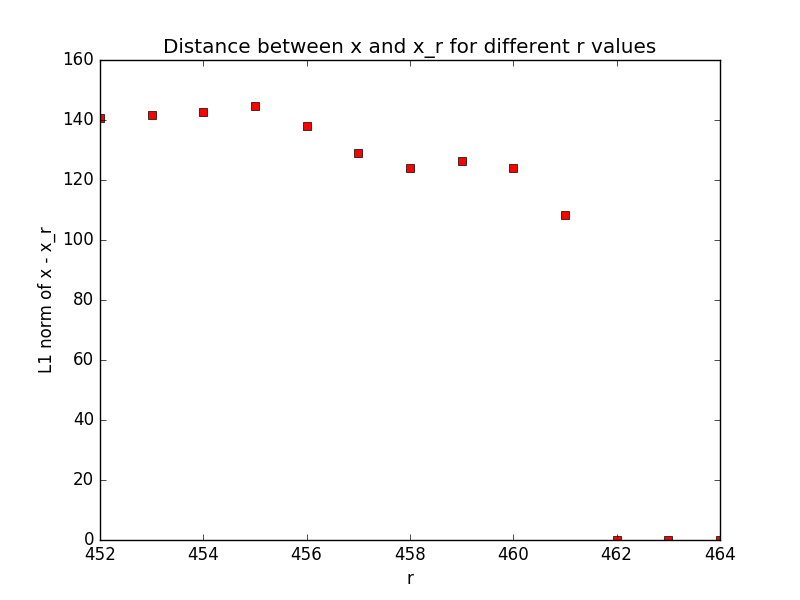 Distance between x and x_r for different r values
160
140
120
100
80
60
40
20
0
L1 norm of x - x_r
452 454 456 458 460 462 464
r